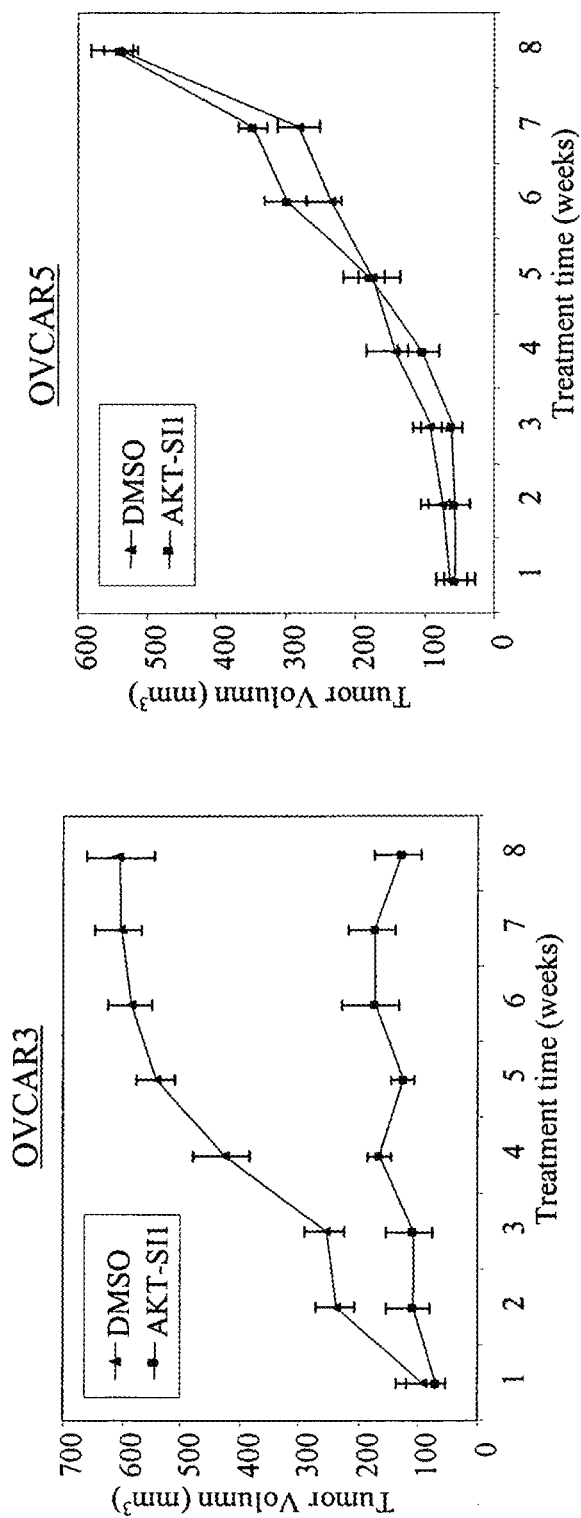 OVCAR3
DMSO
AKT-SI1
Tumor Volumn (mm³)
700
600
500
400
300
200
100
0
1 2 3 4 5 6 7 8
Treatment time (weeks)
OVCAR5
DMSO
AKT-SI1
Tumor Volumn (mm³)
600
500
400
300
200
100
0
1 2 3 4 5 6 7 8
Treatment time (weeks)